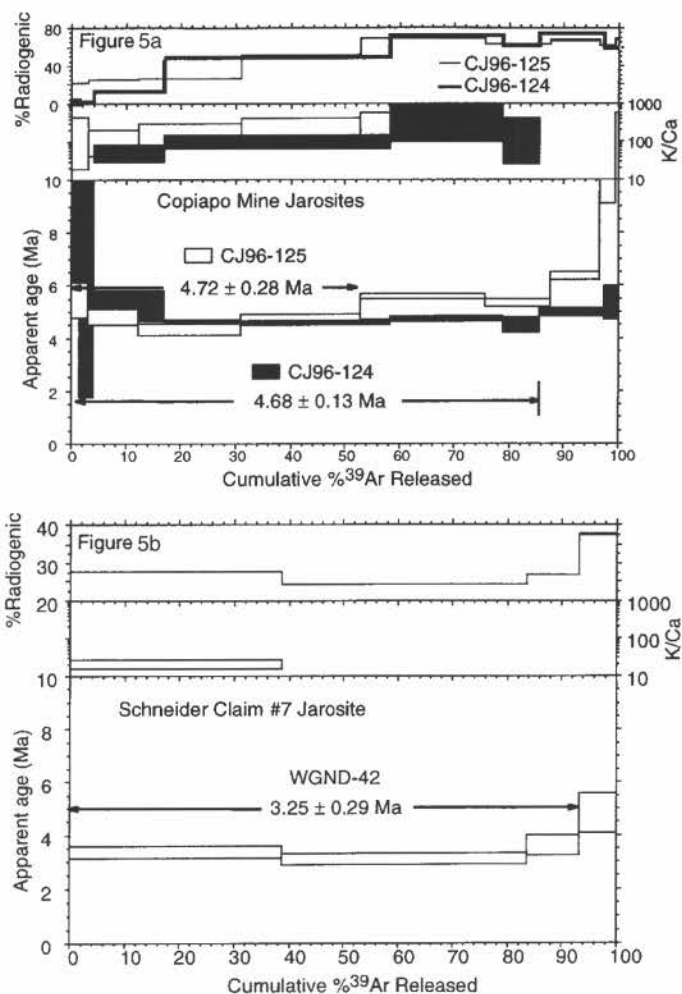 Figure 5a
80
40
0
%Radiogenic
CJ96-125
CJ96-124
1000
100
10
K/Ca
10
8
6
4
2
0
Apparent age (Ma)
Copiapo Mine Jarosites
CJ96-125
4.72 ± 0.28 Ma
CJ96-124
4.68 ± 0.13 Ma
0 10 20 30 40 50 60 70 80 90 100
Cumulative %39Ar Released
Figure 5b
40
30
20
%Radiogenic
1000
100
10
K/Ca
10
8
6
4
2
0
Apparent age (Ma)
Schneider Claim #7 Jarosite
WGND-42
3.25 ± 0.29 Ma
0 10 20 30 40 50 60 70 80 90 100
Cumulative %39Ar Released